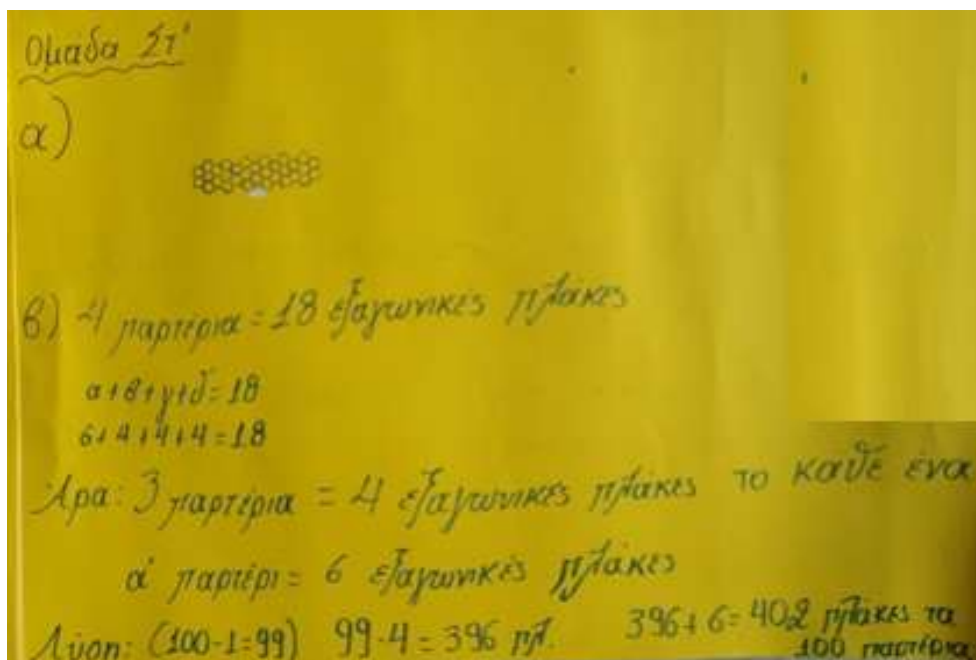 Ομαδα Στ'
α)
β) 4 παρτερια = 18 εξαγωνικές πλάκες
α+β+γ+δ=18
6+4+4+4=18
Άρα: 3 παρτέρια = 4 εξαγωνικές πλάκες το καθε ένα
α' παρτέρι = 6 εξαγωνικές πλάκες
Λύση: (100-1=99) 99·4=396 πλ. 396+6=402 πλάκες τα
100 παρτέρια